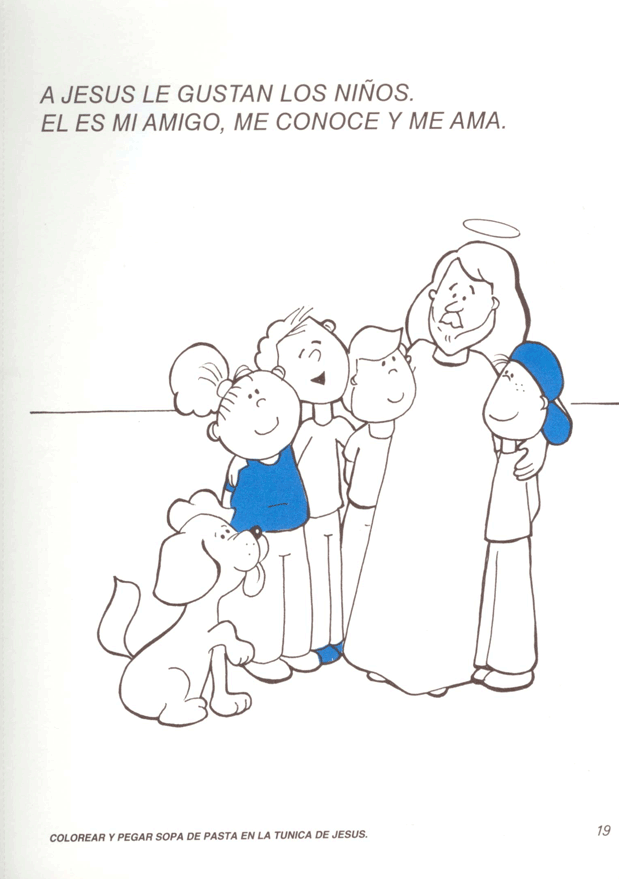 A JESUS LE GUSTAN LOS NIÑOS.
EL ES MI AMIGO, ME CONOCE Y ME AMA.
COLOREAR Y PEGAR SOPA DE PASTA EN LA TUNICA DE JESUS.
19